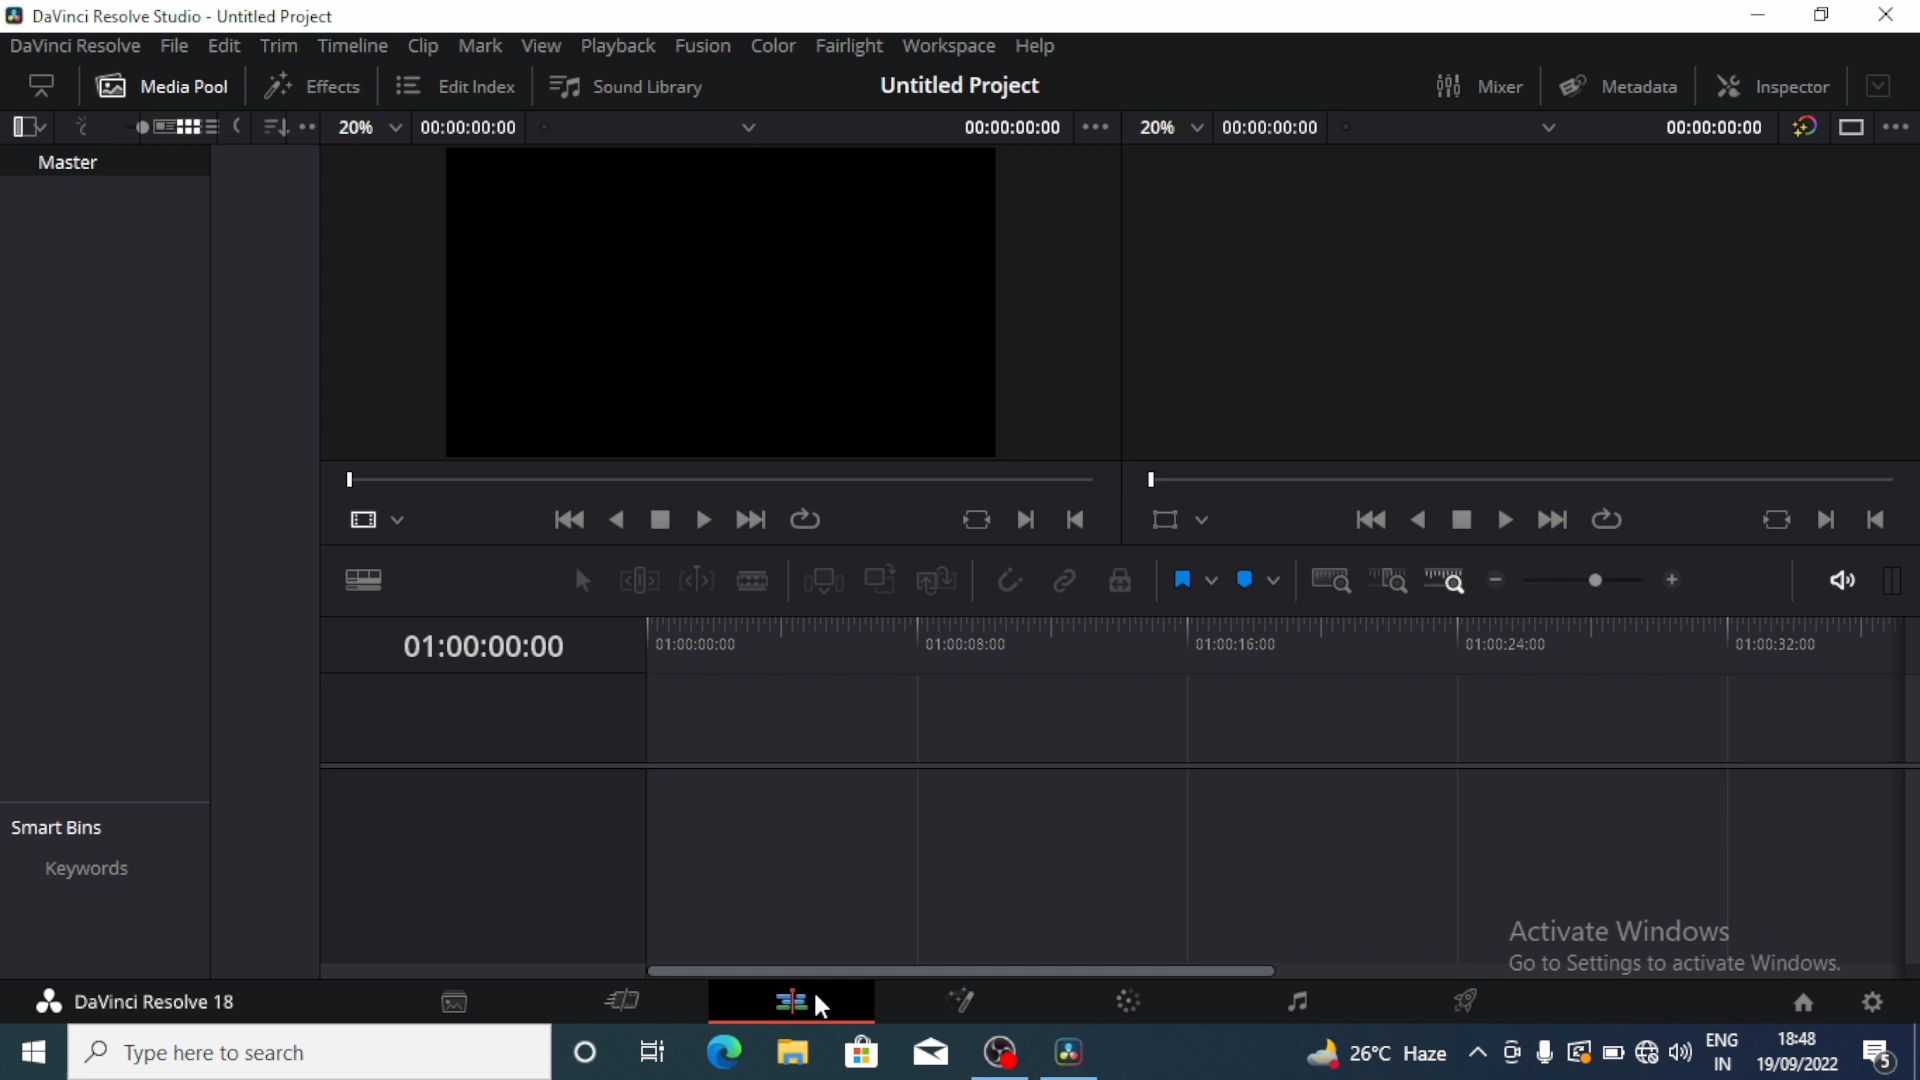 DaVinci Resolve Studio - Untitled Project
DaVinci Resolve File Edit Trim Timeline Clip Mark View Playback Fusion Color Fairlight Workspace Help
Media Pool Effects Edit Index Sound Library Untitled Project Mixer Metadata Inspector
20% 00:00:00:00 00:00:00:00 20% 00:00:00:00 00:00:00:00
Master
01:00:00:00 01:00:00:00 01:00:08:00 01:00:16:00 01:00:24:00 01:00:32:00
Smart Bins
Keywords
Activate Windows
Go to Settings to activate Windows.
DaVinci Resolve 18
Type here to search
26°C Haze
ENG
IN
18:48
19/09/2022
5